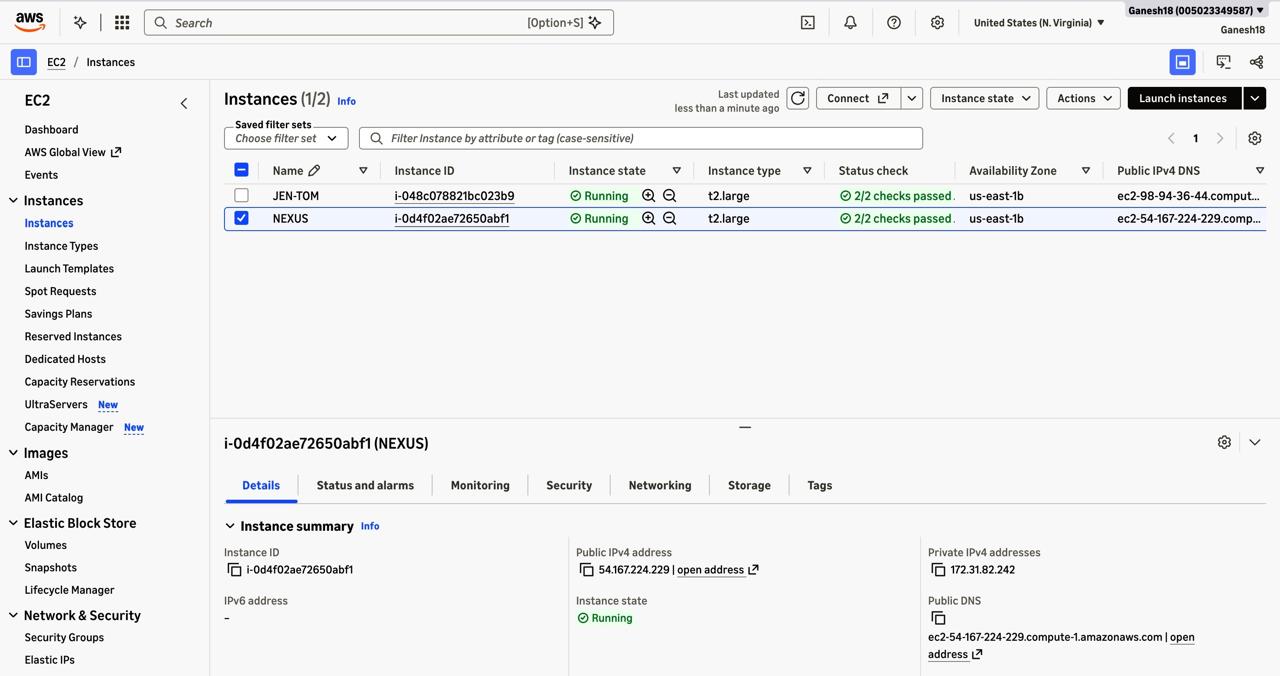 aws
Search [Option+S]
United States (N. Virginia)
Ganesh18 (005023349587)
Ganesh18
EC2 / Instances
EC2
Dashboard
AWS Global View
Events
Instances
Instances
Instance Types
Launch Templates
Spot Requests
Savings Plans
Reserved Instances
Dedicated Hosts
Capacity Reservations
UltraServers New
Capacity Manager New
Images
AMIs
AMI Catalog
Elastic Block Store
Volumes
Snapshots
Lifecycle Manager
Network & Security
Security Groups
Elastic IPs
Instances (1/2) Info
Last updated
less than a minute ago
Connect
Instance state
Actions
Launch instances
Saved filter sets
Choose filter set
Filter Instance by attribute or tag (case-sensitive)
1
Name Instance ID Instance state Instance type Status check Availability Zone Public IPv4 DNS
JEN-TOM i-048c078821bc023b9 Running t2.large 2/2 checks passed us-east-1b ec2-98-94-36-44.comput...
NEXUS i-0d4f02ae72650abf1 Running t2.large 2/2 checks passed us-east-1b ec2-54-167-224-229.comp...
i-0d4f02ae72650abf1 (NEXUS)
Details Status and alarms Monitoring Security Networking Storage Tags
Instance summary Info
Instance ID
i-0d4f02ae72650abf1
IPv6 address
–
Public IPv4 address
54.167.224.229 | open address
Instance state
Running
Private IPv4 addresses
172.31.82.242
Public DNS
ec2-54-167-224-229.compute-1.amazonaws.com | open
address